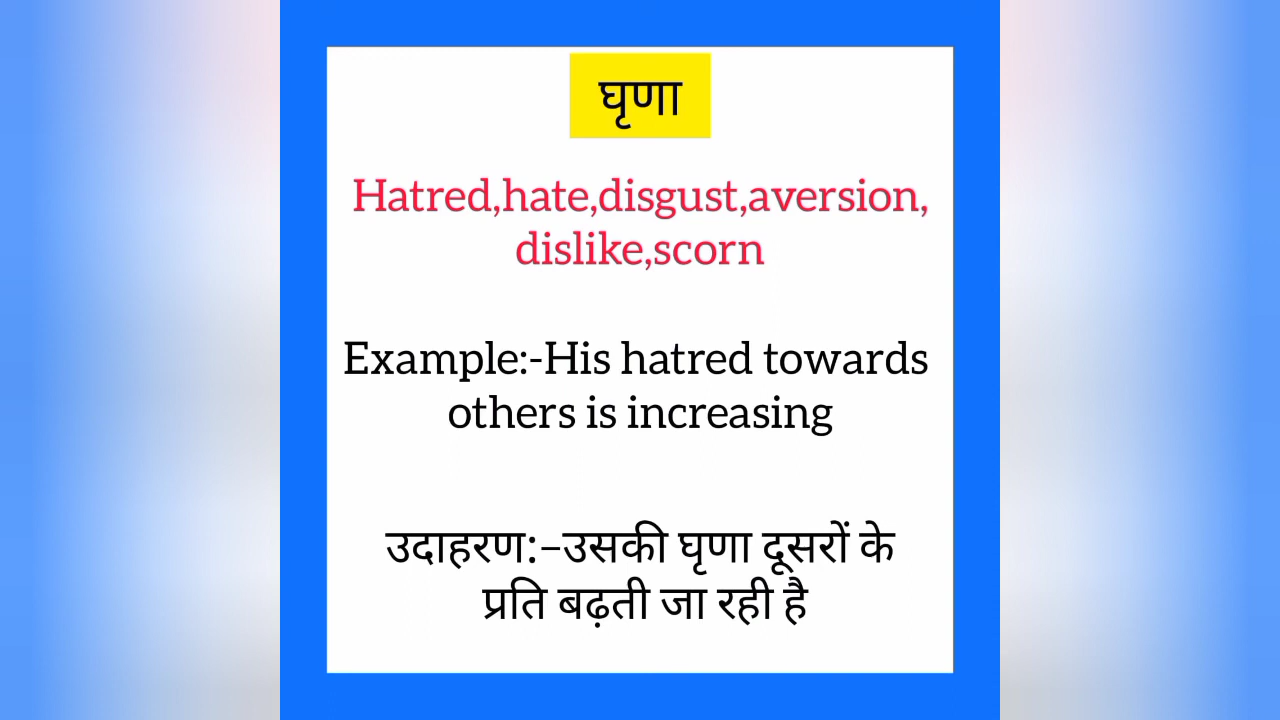 घृणा
Hatred,hate,disgust,aversion,
dislike,scorn
Example:-His hatred towards
others is increasing
उदाहरण:–उसकी घृणा दूसरों के
प्रति बढ़ती जा रही है